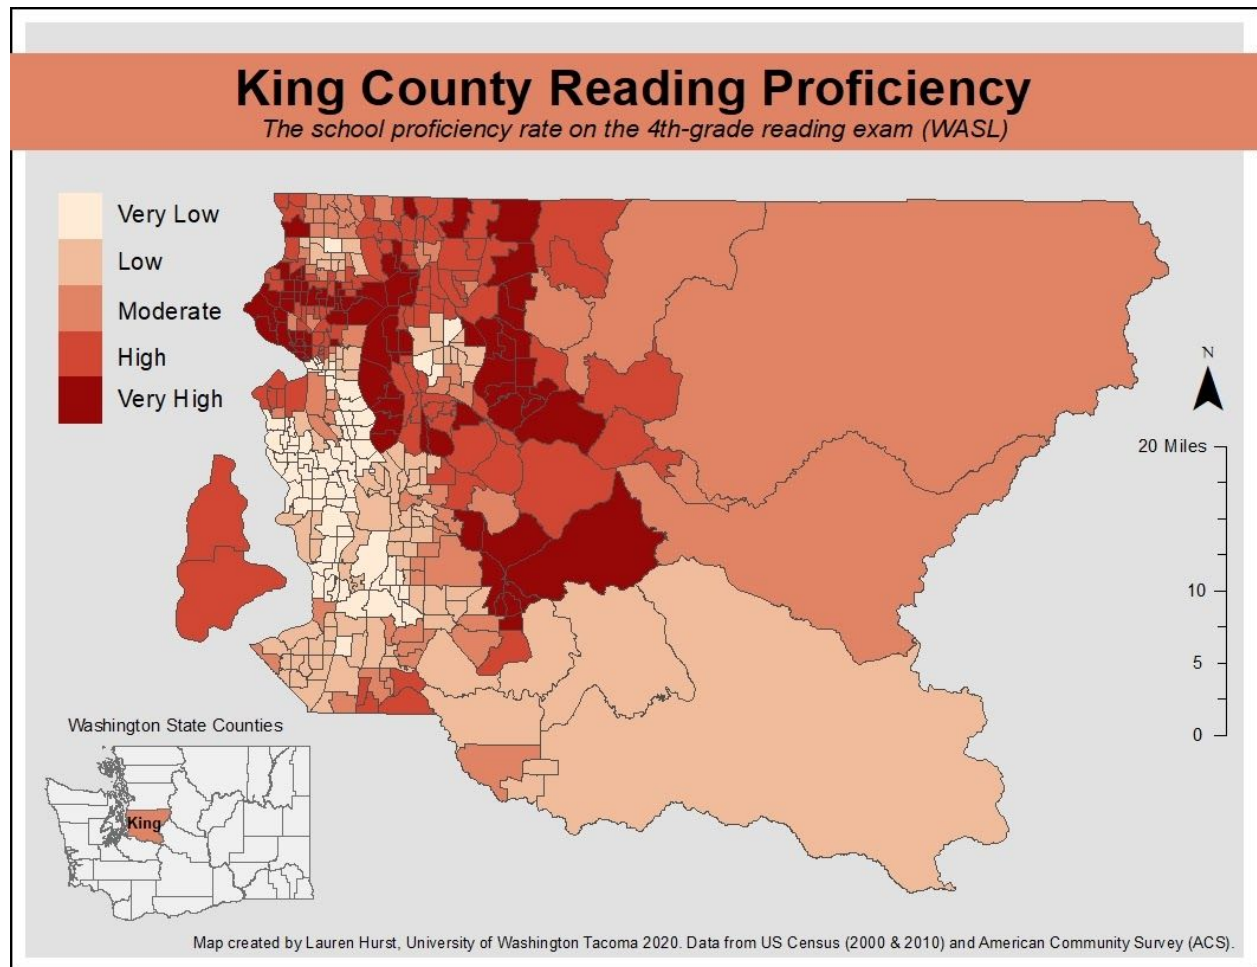 King County Reading Proficiency
The school proficiency rate on the 4th-grade reading exam (WASL)
Very Low
Low
Moderate
High
Very High
N
20 Miles
10
5
0
Washington State Counties
King
Map created by Lauren Hurst, University of Washington Tacoma 2020. Data from US Census (2000 & 2010) and American Community Survey (ACS).